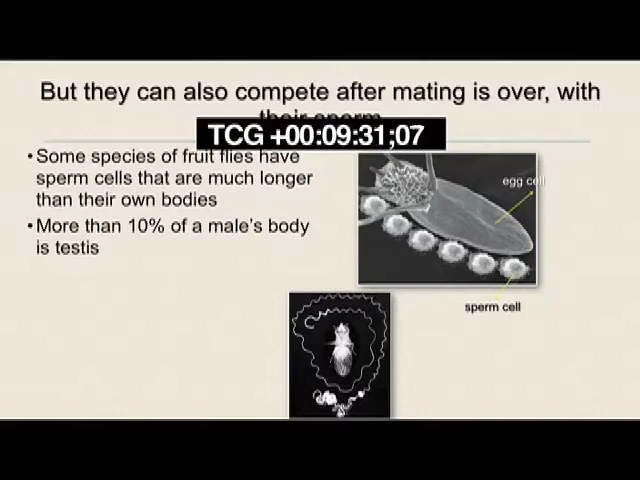 But they can also compete after mating is over, with
their sperm
TCG +00:09:31;07
•Some species of fruit flies have
sperm cells that are much longer
than their own bodies
•More than 10% of a male's body
is testis
egg cell
sperm cell